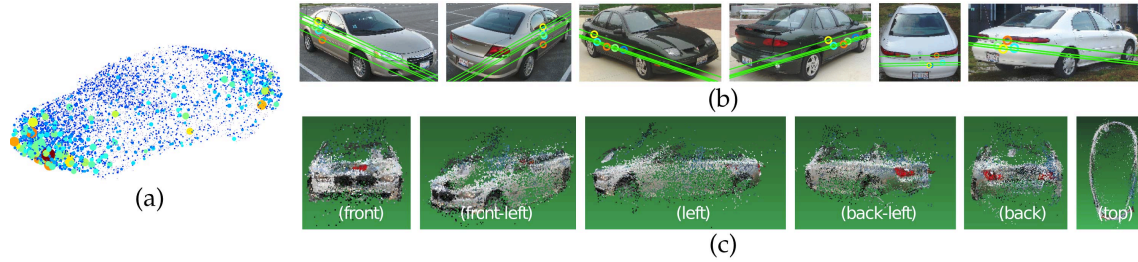 (a)
(b)
(front)
(front-left)
(left)
(back-left)
(back)
(top)
(c)